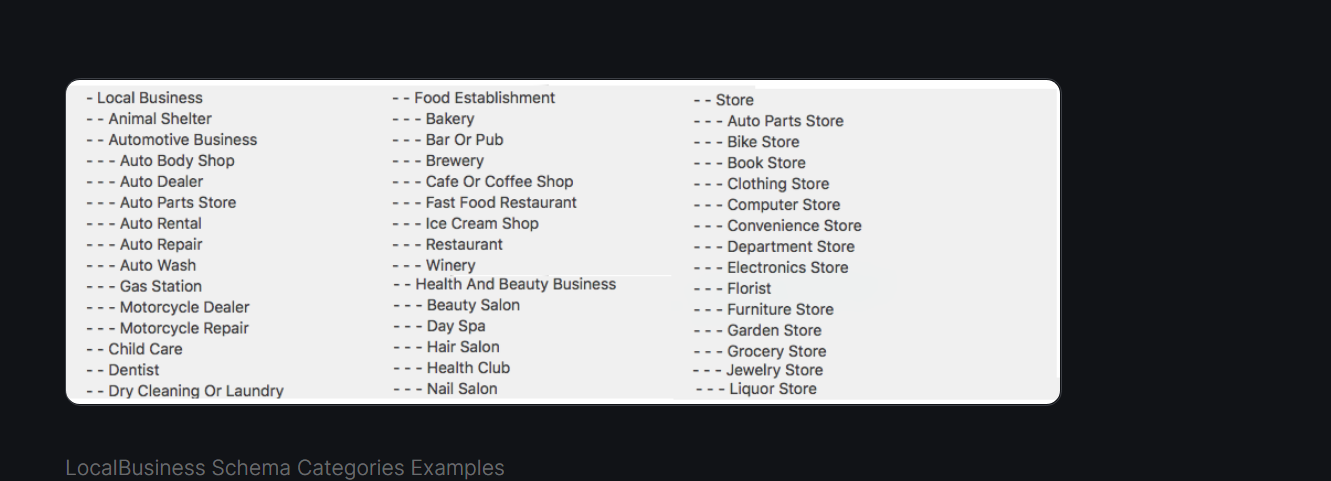 - Local Business
- - Animal Shelter
- - Automotive Business
- - - Auto Body Shop
- - - Auto Dealer
- - - Auto Parts Store
- - - Auto Rental
- - - Auto Repair
- - - Auto Wash
- - - Gas Station
- - - Motorcycle Dealer
- - - Motorcycle Repair
- - Child Care
- - Dentist
- - Dry Cleaning Or Laundry
- - Food Establishment
- - - Bakery
- - - Bar Or Pub
- - - Brewery
- - - Cafe Or Coffee Shop
- - - Fast Food Restaurant
- - - Ice Cream Shop
- - - Restaurant
- - - Winery
- - Health And Beauty Business
- - - Beauty Salon
- - - Day Spa
- - - Hair Salon
- - - Health Club
- - - Nail Salon
- - Store
- - - Auto Parts Store
- - - Bike Store
- - - Book Store
- - - Clothing Store
- - - Computer Store
- - - Convenience Store
- - - Department Store
- - - Electronics Store
- - - Florist
- - - Furniture Store
- - - Garden Store
- - - Grocery Store
- - - Jewelry Store
- - - Liquor Store
LocalBusiness Schema Categories Examples